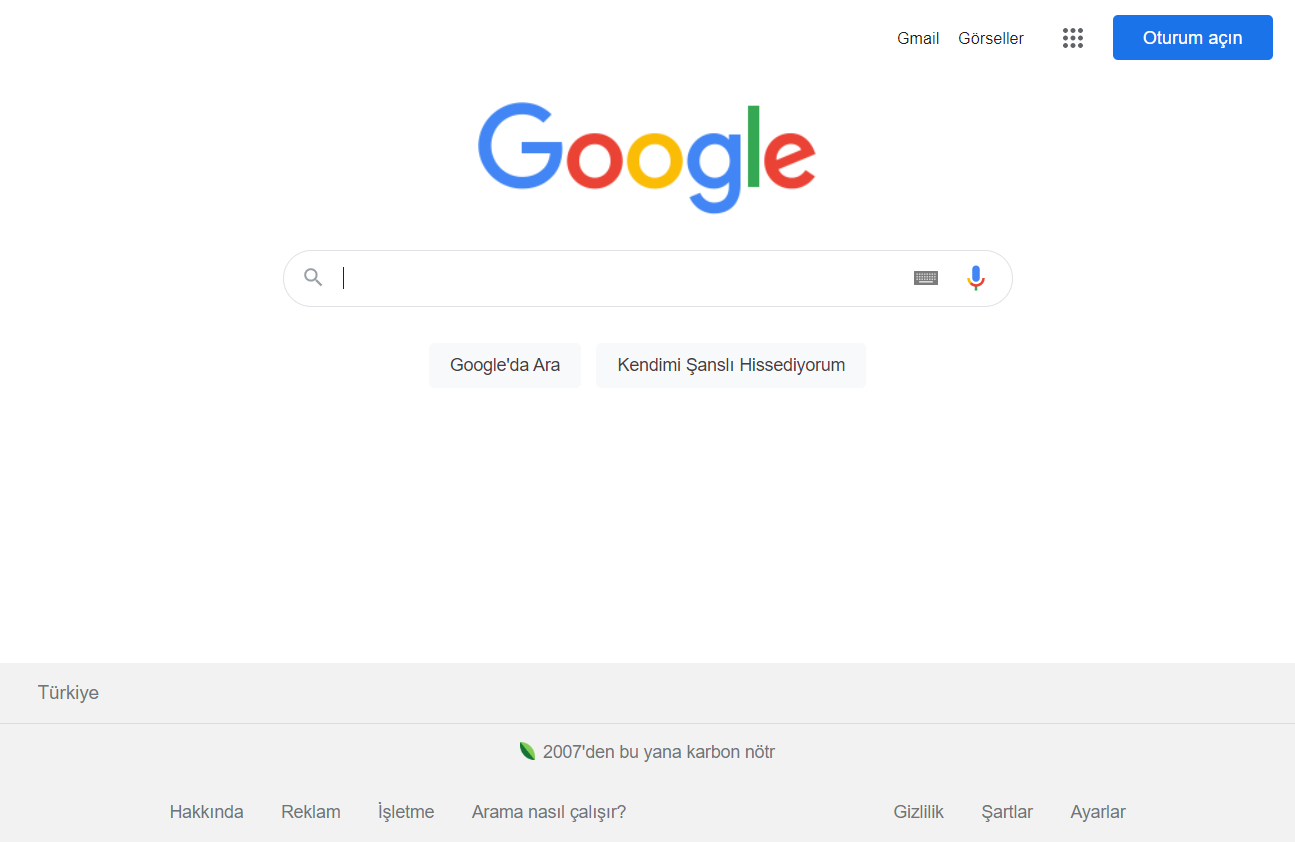 Gmail Görseller Oturum açın
Google
Google'da Ara Kendimi Şanslı Hissediyorum
Türkiye
2007'den bu yana karbon nötr
Hakkında Reklam İşletme Arama nasıl çalışır? Gizlilik Şartlar Ayarlar